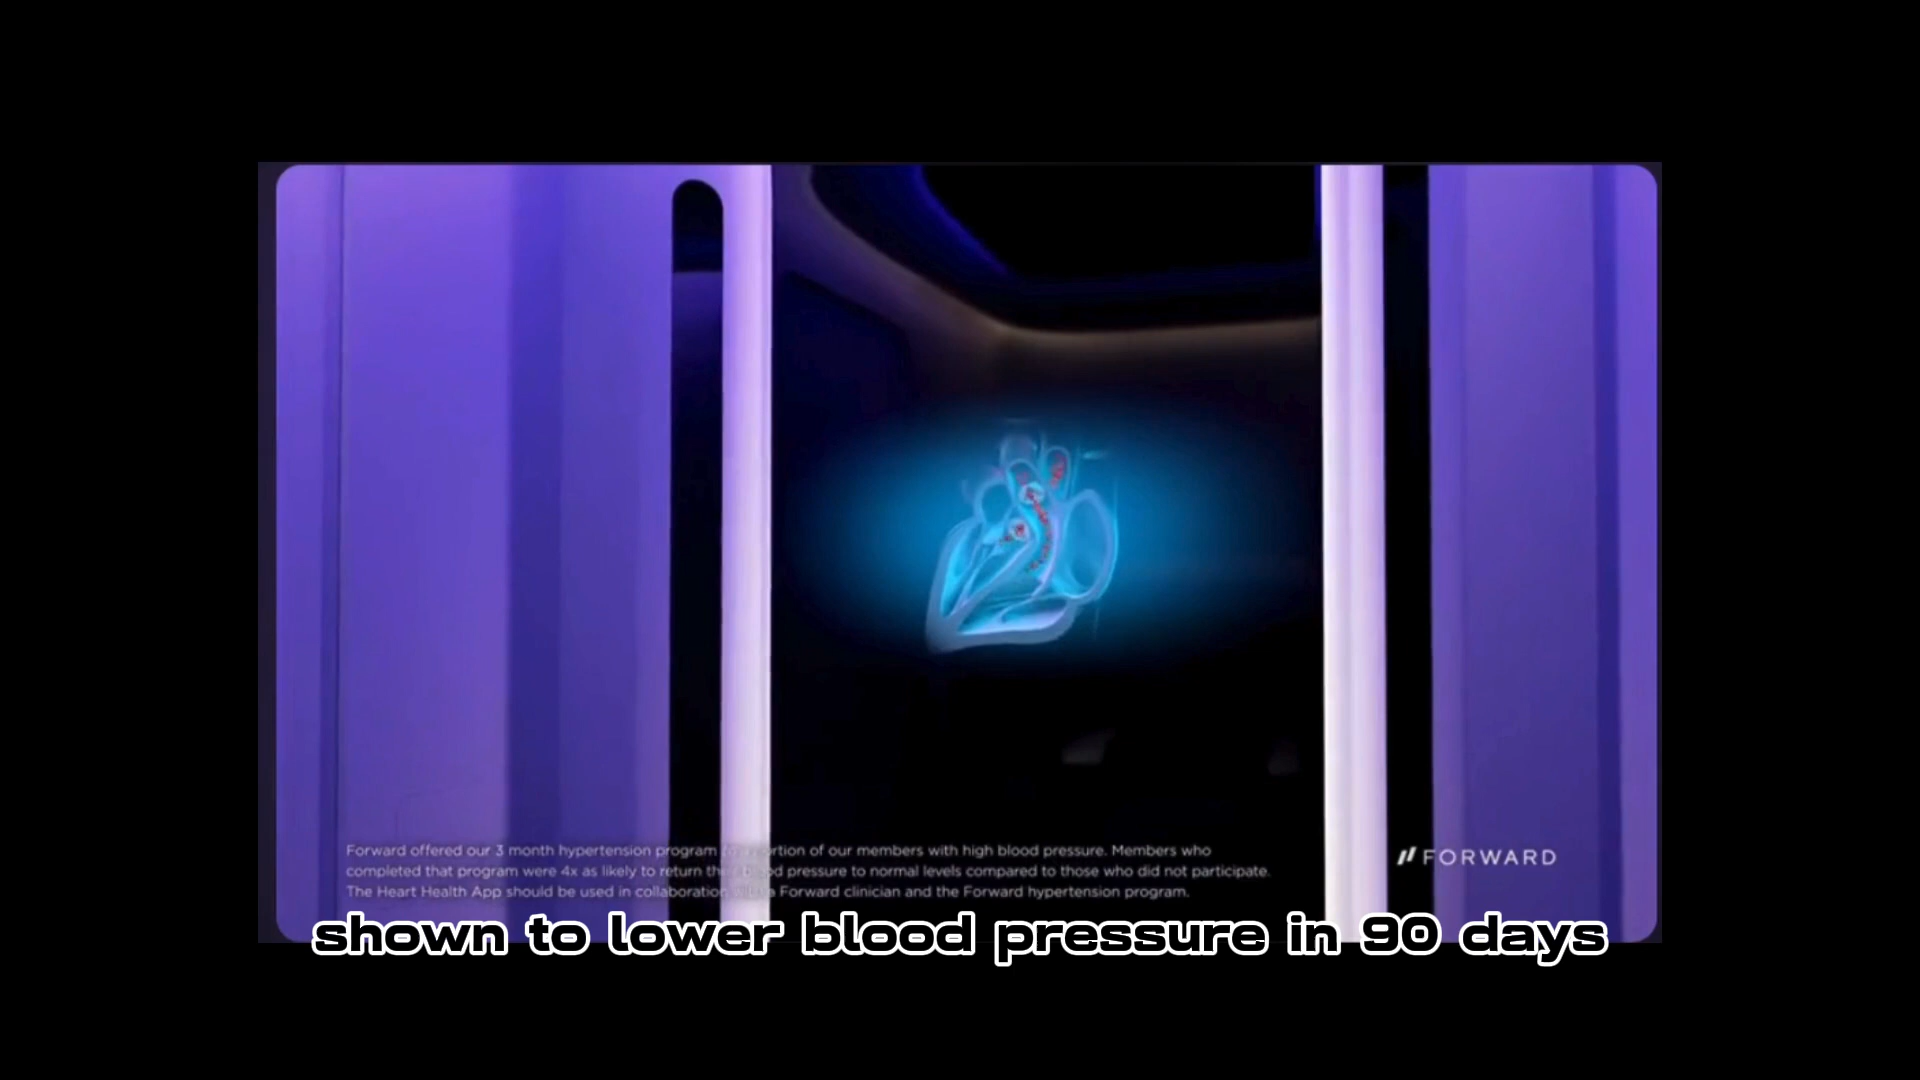 Forward offered our 3 month hypertension program portion of our members with high blood pressure. Members who
completed that program were 4x as likely to return their blood pressure to normal levels compared to those who did not participate.
The Heart Health App should be used in collaboration with a Forward clinician and the Forward hypertension program.
FORWARD
shown to lower blood pressure in 90 days